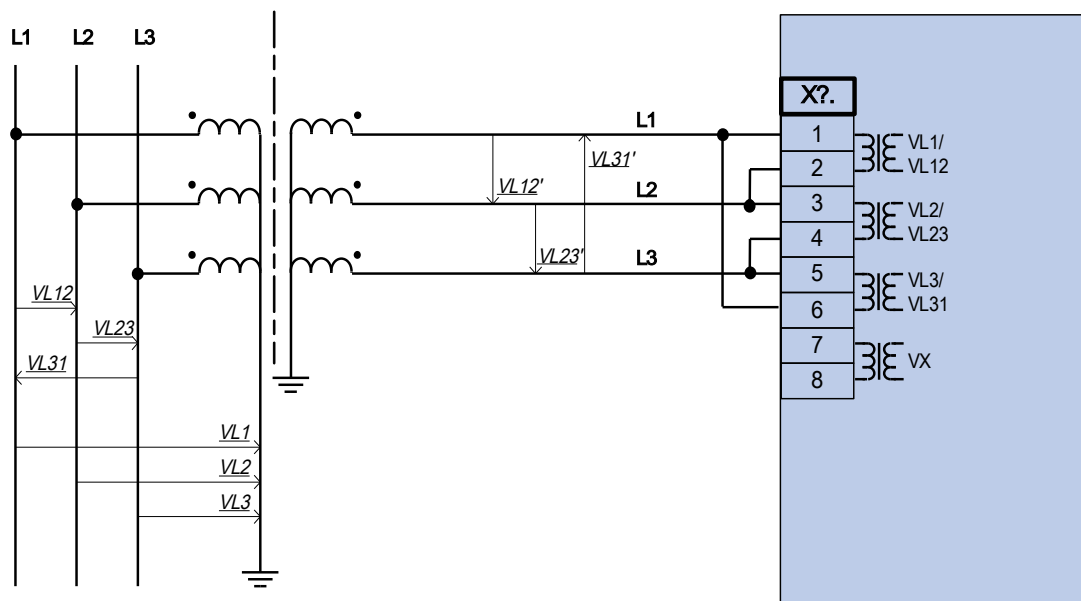 L1 L2 L3
X?.
L1
1
VL1/
VL12
VL31'
2
VL12'
L2
3
VL2/
VL23
4
VL23'
L3
5
VL3/
VL31
VL12
6
VL23
7
VX
VL31
8
VL1
VL2
VL3